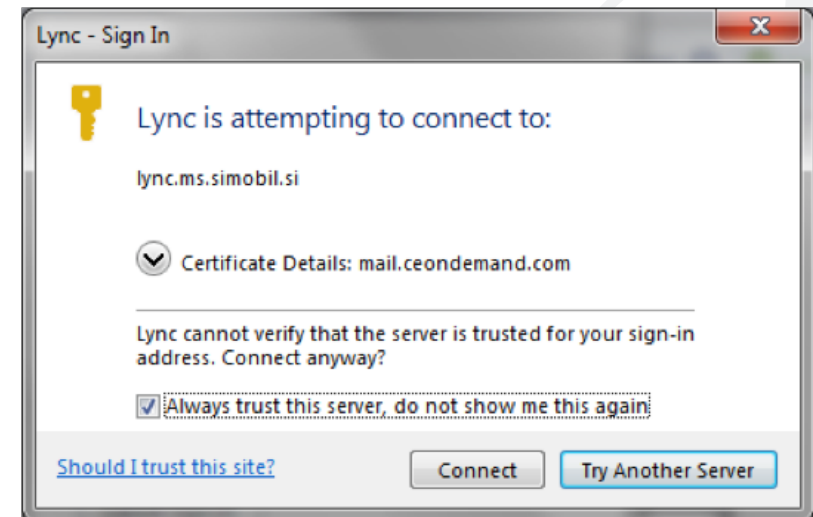 Lync - Sign In
Lync is attempting to connect to:
lync.ms.simobil.si
Certificate Details: mail.ceondemand.com
Lync cannot verify that the server is trusted for your sign-in
address. Connect anyway?
Always trust this server, do not show me this again
Should I trust this site?
Connect
Try Another Server